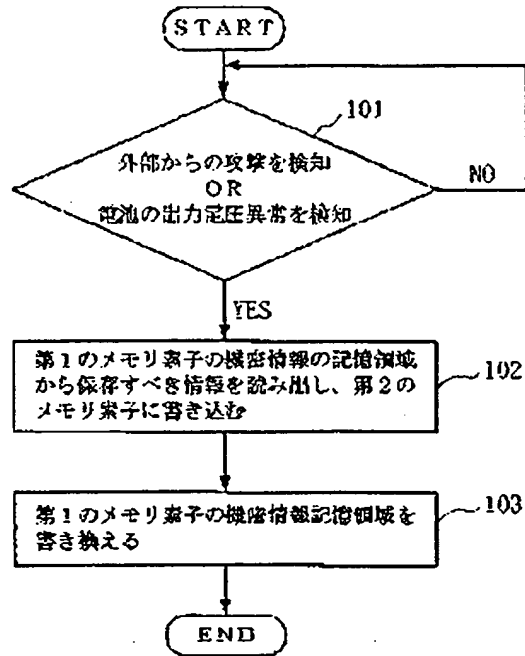 START
101
外部からの攻撃を検知
OR
電池の出力電圧異常を検知
NO
YES
第1のメモリ素子の機密情報の記憶領域
から保存すべき情報を読み出し、第2の
メモリ素子に書き込む
102
第1のメモリ素子の機密情報記憶領域を
書き換える
103
END